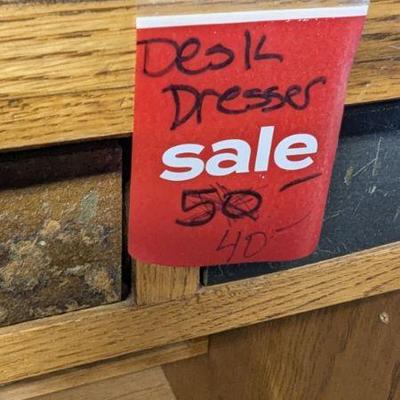 Desk
Dresser
sale
50-
40-